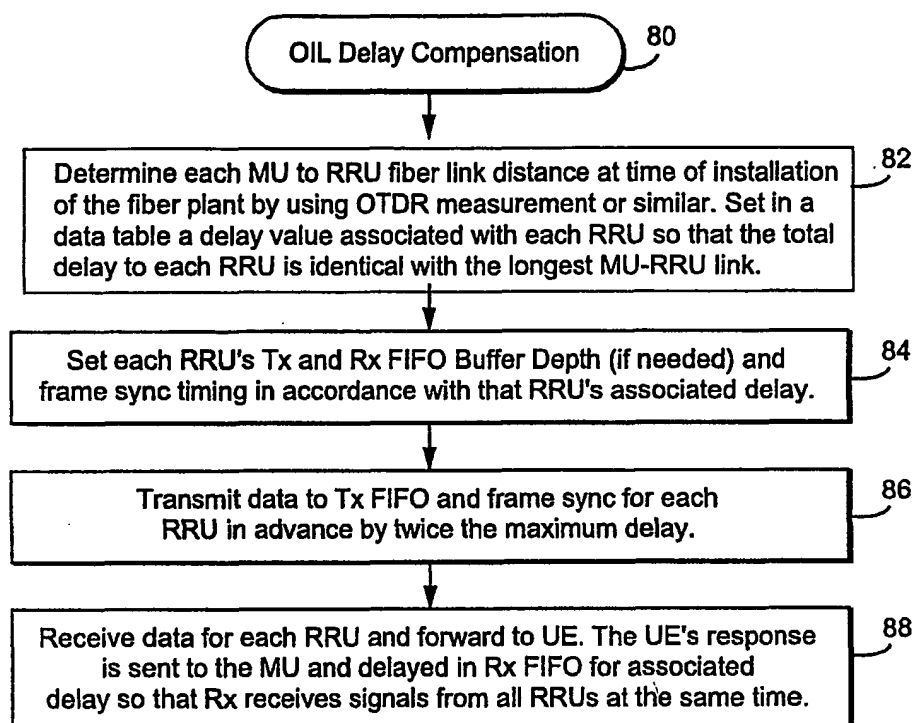 OIL Delay Compensation
80
Determine each MU to RRU fiber link distance at time of installation
of the fiber plant by using OTDR measurement or similar. Set in a
data table a delay value associated with each RRU so that the total
delay to each RRU is identical with the longest MU-RRU link.
82
Set each RRU's Tx and Rx FIFO Buffer Depth (if needed) and
frame sync timing in accordance with that RRU's associated delay.
84
Transmit data to Tx FIFO and frame sync for each
RRU in advance by twice the maximum delay.
86
Receive data for each RRU and forward to UE. The UE's response
is sent to the MU and delayed in Rx FIFO for associated
delay so that Rx receives signals from all RRUs at the same time.
88